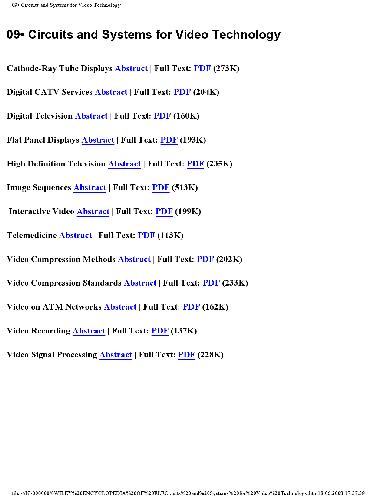 09• Circuits and Systems for Video Technology
09• Circuits and Systems for Video Technology
Cathode-Ray Tube Displays Abstract | Full Text: PDF (273K)
Digital CATV Services Abstract | Full Text: PDF (204K)
Digital Television Abstract | Full Text: PDF (160K)
Flat Panel Displays Abstract | Full Text: PDF (193K)
High Definition Television Abstract | Full Text: PDF (235K)
Image Sequences Abstract | Full Text: PDF (513K)
Interactive Video Abstract | Full Text: PDF (199K)
Telemedicine Abstract | Full Text: PDF (113K)
Video Compression Methods Abstract | Full Text: PDF (202K)
Video Compression Standards Abstract | Full Text: PDF (233K)
Video on ATM Networks Abstract | Full Text: PDF (162K)
Video Recording Abstract | Full Text: PDF (137K)
Video Signal Processing Abstract | Full Text: PDF (228K)